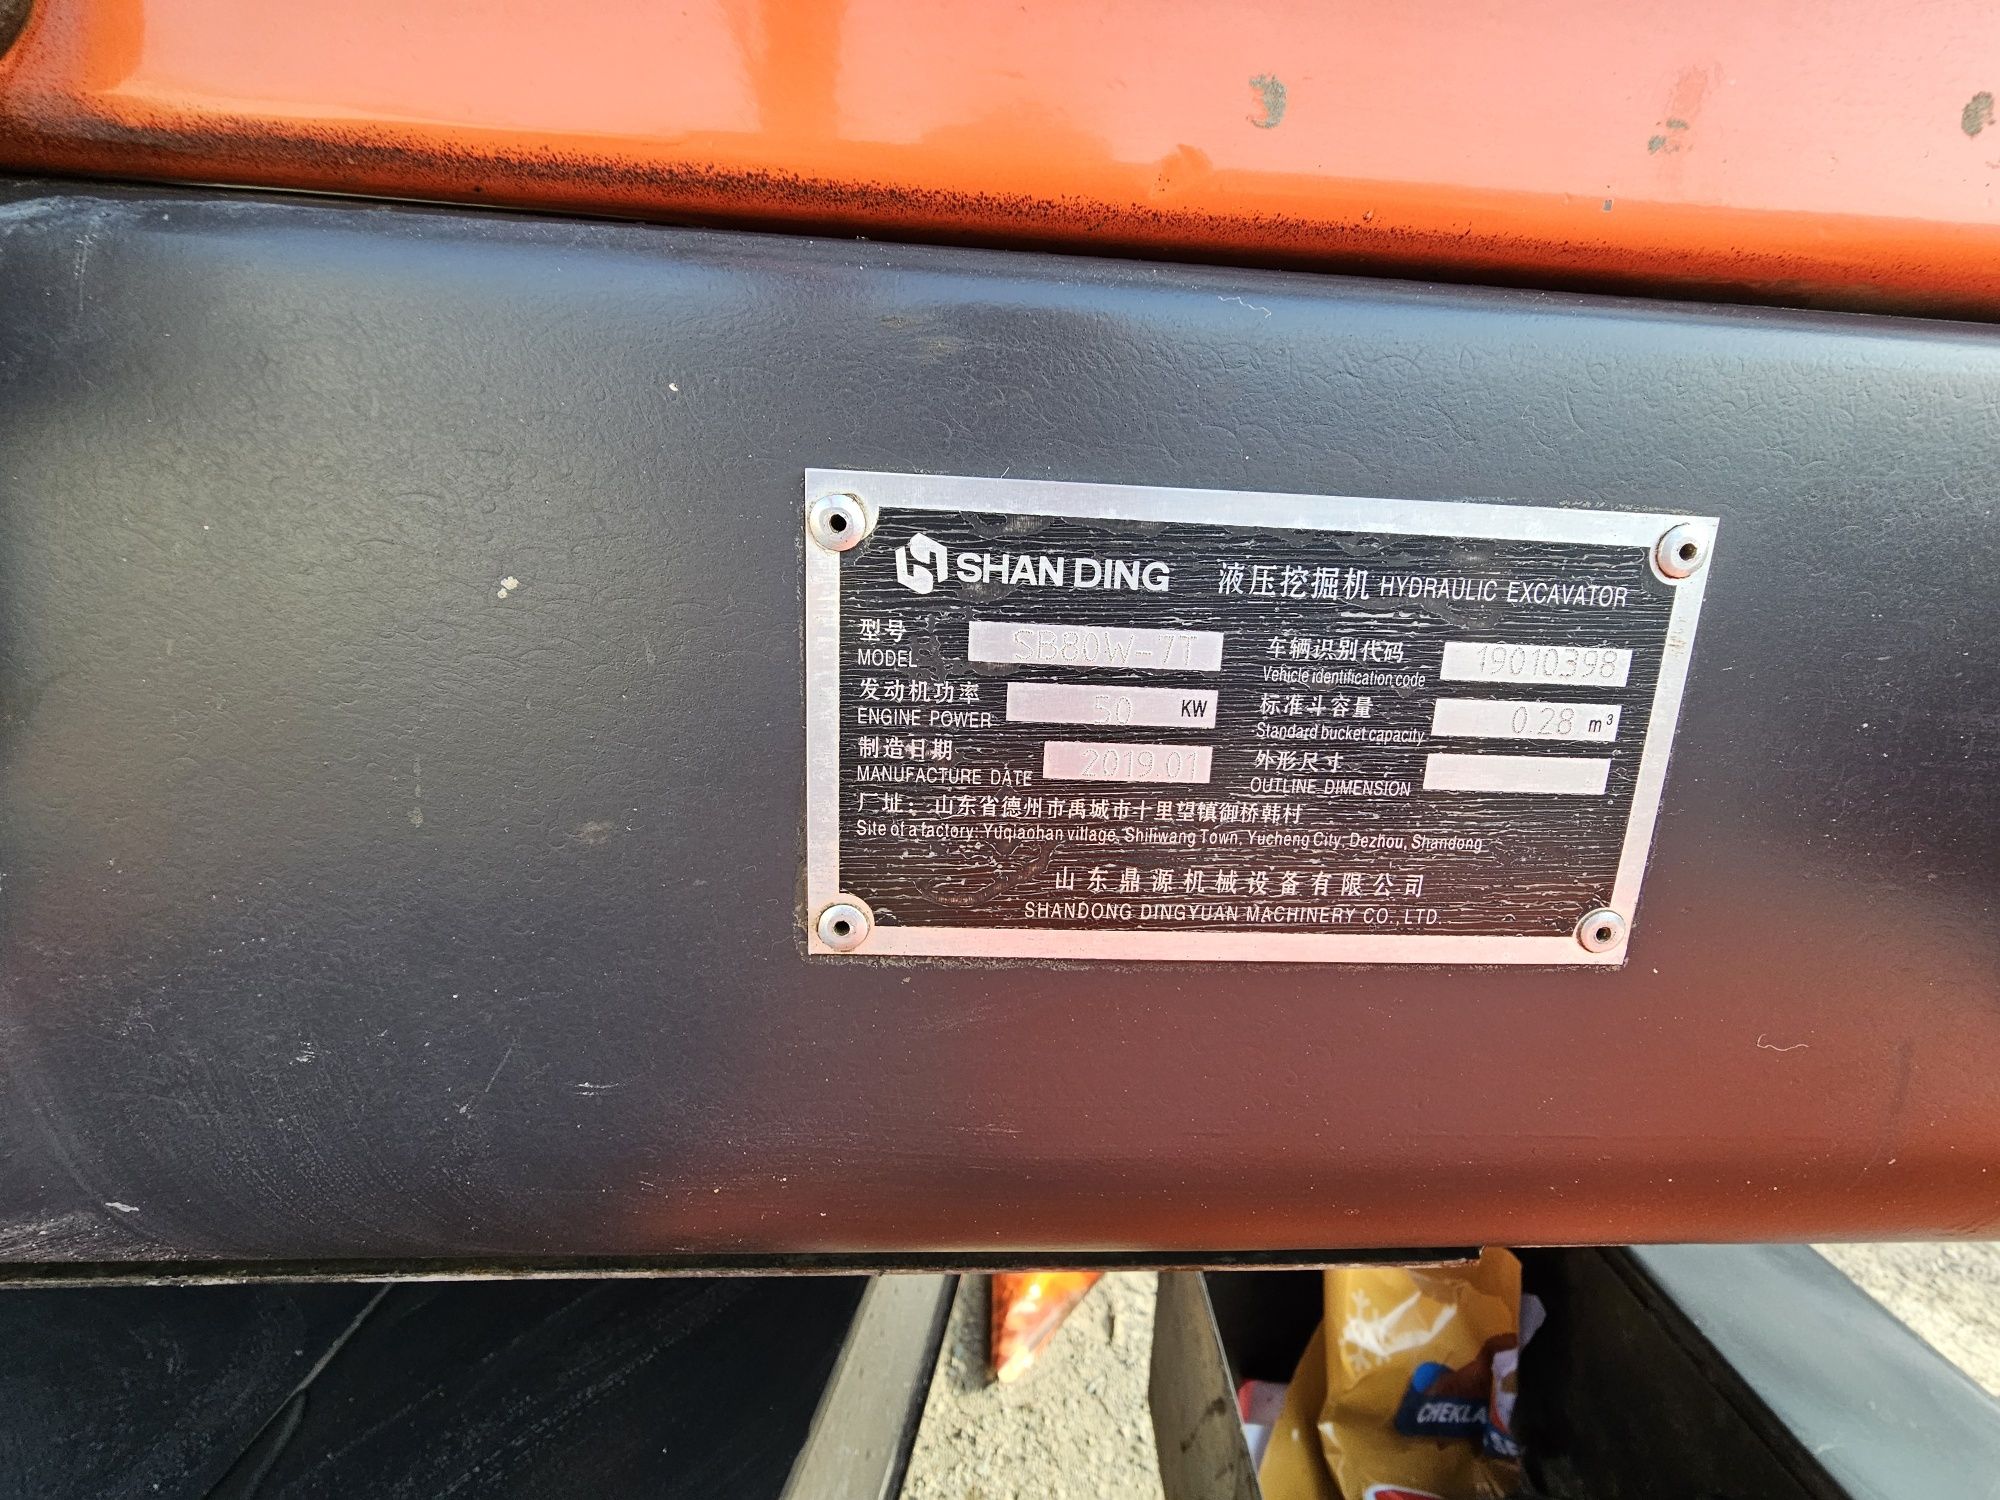 SHAN DING 液压挖掘机 HYDRAULIC EXCAVATOR
型号 SB80W-7T 车辆识别代码 19010398
MODEL Vehicle identification code
发动机功率 50 KW 标准斗容量 0.28 m³
ENGINE POWER Standard bucket capacity
制造日期 2019.01 外形尺寸
MANUFACTURE DATE OUTLINE DIMENSION
厂址：山东省德州市禹城市十里望镇御桥韩村
Site of a factory: Yuqiaohan village, Shiliwang Town, Yucheng City, Dezhou, Shandong
山东鼎源机械设备有限公司
SHANDONG DINGYUAN MACHINERY CO.,LTD.
CHEKLA